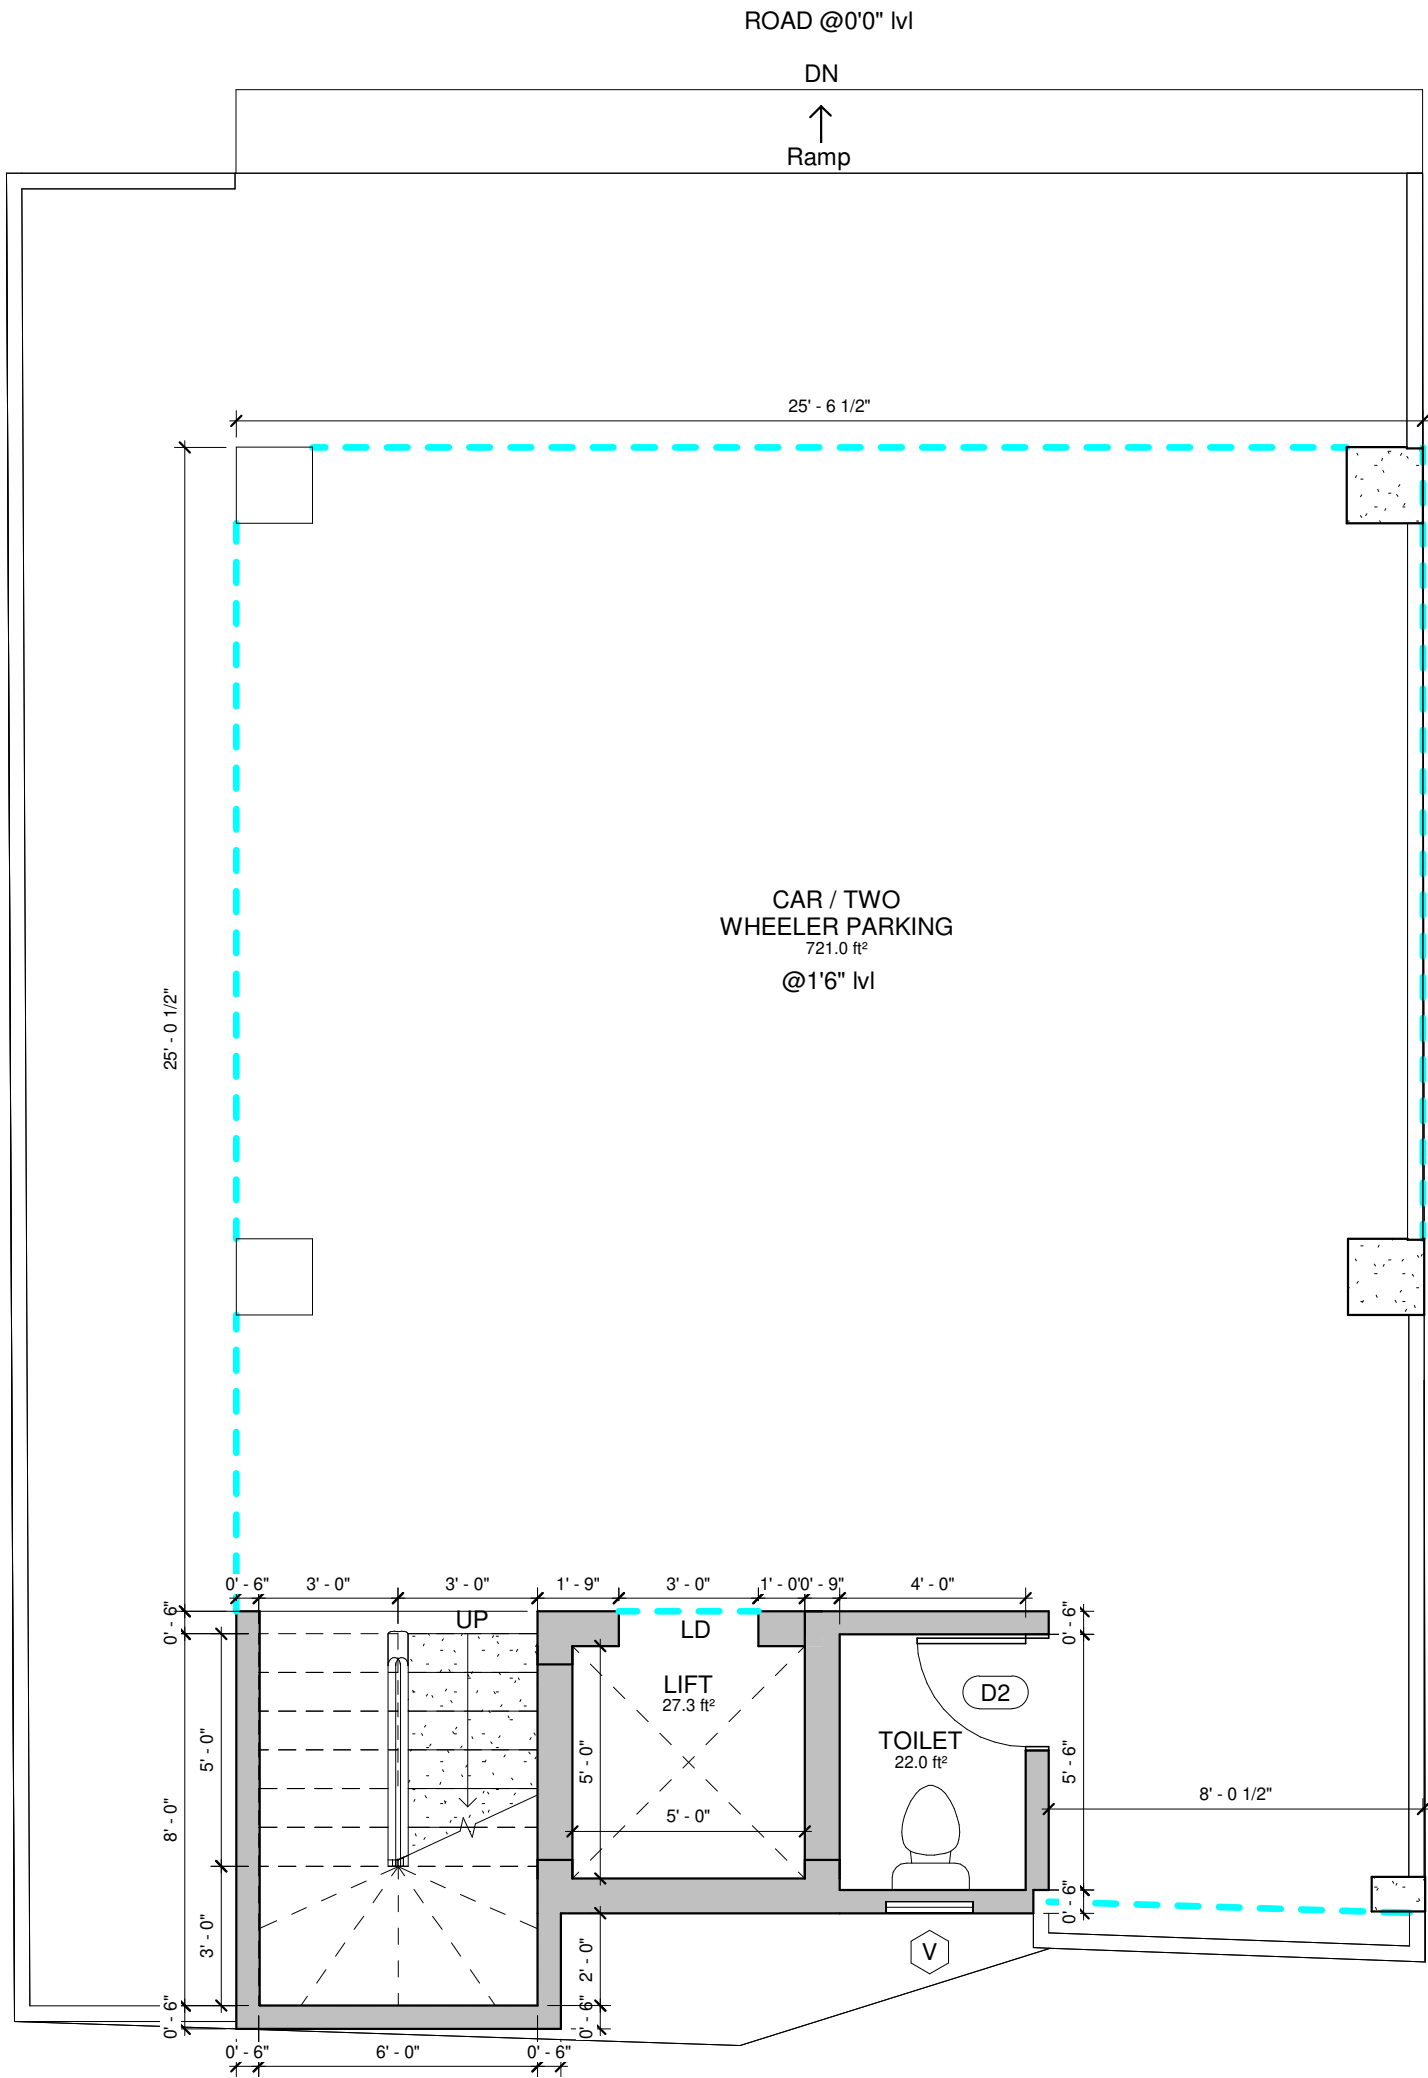 ROAD @0'0" lvl
DN
Ramp
25' - 6 1/2"
CAR / TWO
WHEELER PARKING
721.0 ft²
@1'6" lvl
25' - 0 1/2"
0' - 6"
3' - 0"
3' - 0"
1' - 9"
3' - 0"
1' - 0"
0' - 9"
4' - 0"
0' - 6"
0' - 6"
UP
LD
LIFT
27.3 ft²
D2
TOILET
22.0 ft²
5' - 0"
5' - 0"
5' - 6"
8' - 0"
5' - 0"
8' - 0 1/2"
0' - 6"
3' - 0"
2' - 0"
V
0' - 6"
0' - 6"
0' - 6"
6' - 0"
0' - 6"